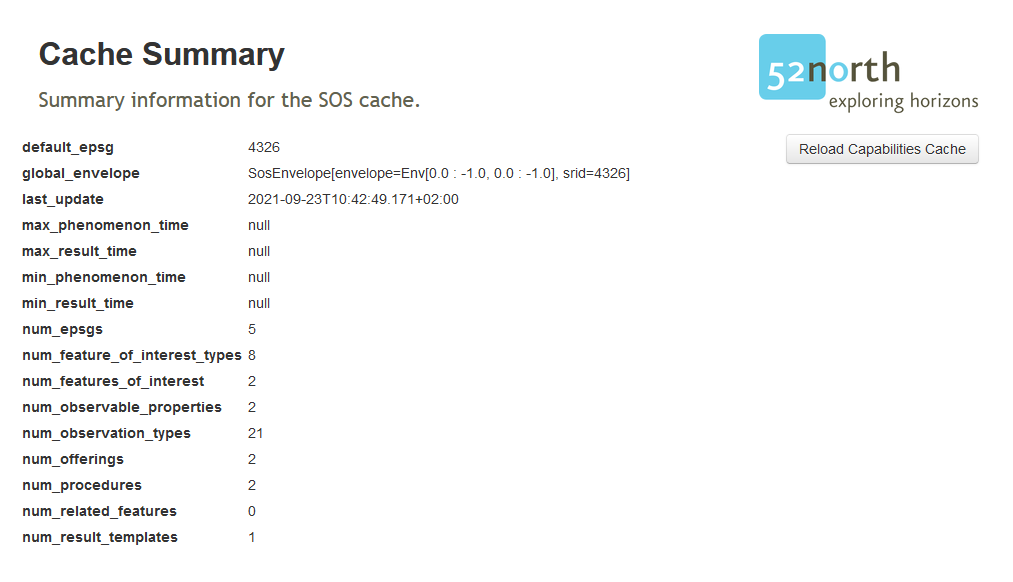 Cache Summary
52north
exploring horizons
Summary information for the SOS cache.
Reload Capabilities Cache
default_epsg 4326
global_envelope SosEnvelope[envelope=Env[0.0 : -1.0, 0.0 : -1.0], srid=4326]
last_update 2021-09-23T10:42:49.171+02:00
max_phenomenon_time null
max_result_time null
min_phenomenon_time null
min_result_time null
num_epsgs 5
num_feature_of_interest_types 8
num_features_of_interest 2
num_observable_properties 2
num_observation_types 21
num_offerings 2
num_procedures 2
num_related_features 0
num_result_templates 1